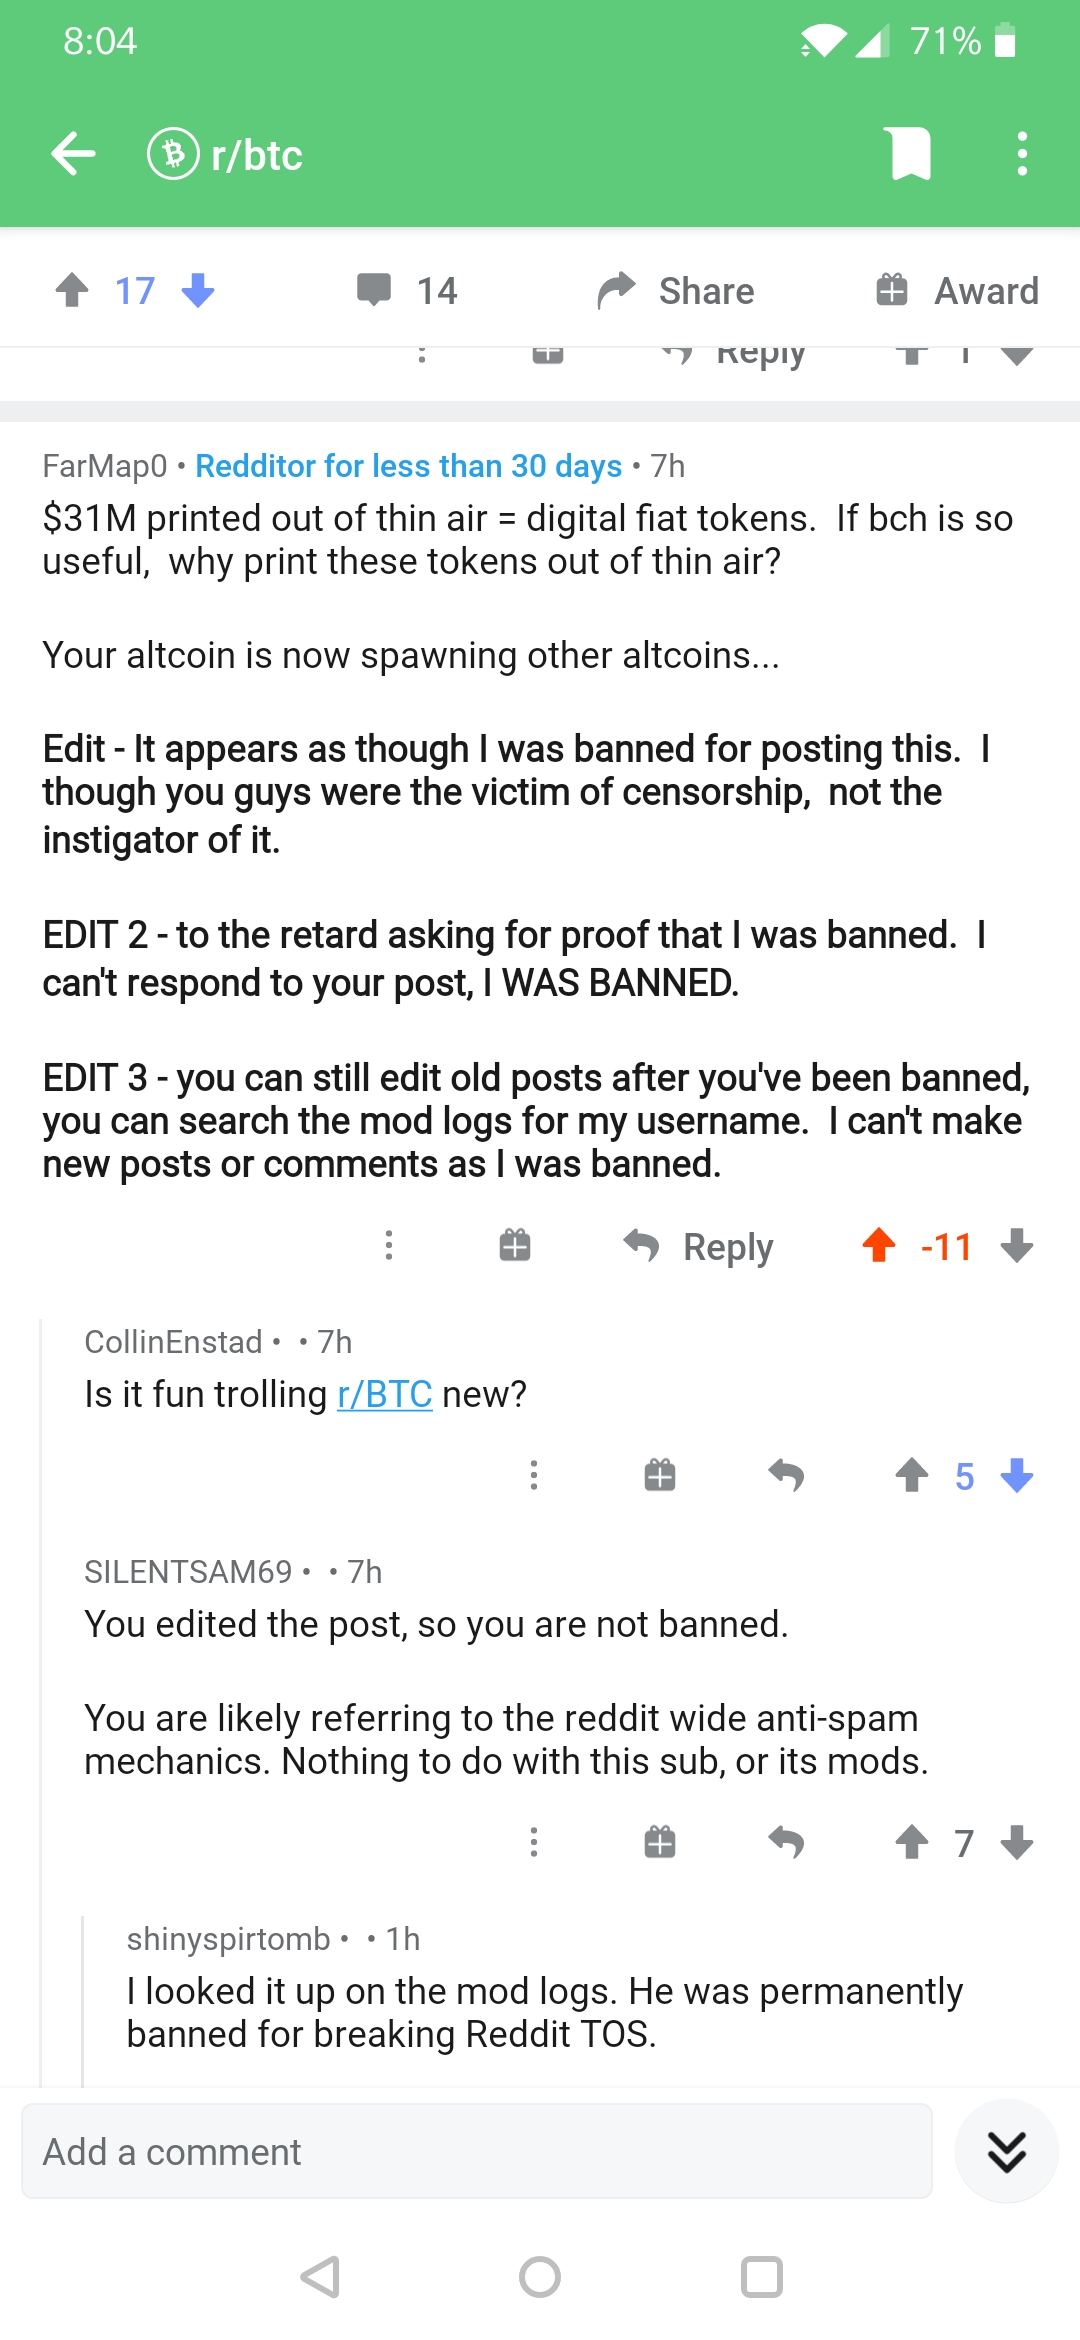 8:04
71%
r/btc
17
14
Share
Award
Reply
1
FarMap0 • Redditor for less than 30 days • 7h
$31M printed out of thin air = digital fiat tokens.  If bch is so
useful,  why print these tokens out of thin air?
Your altcoin is now spawning other altcoins...
Edit - It appears as though I was banned for posting this.  I
though you guys were the victim of censorship,  not the
instigator of it.
EDIT 2 - to the retard asking for proof that I was banned.  I
can't respond to your post, I WAS BANNED.
EDIT 3 - you can still edit old posts after you've been banned,
you can search the mod logs for my username.  I can't make
new posts or comments as I was banned.
Reply
-11
CollinEnstad •  • 7h
Is it fun trolling r/BTC new?
5
SILENTSAM69 •  • 7h
You edited the post, so you are not banned.
You are likely referring to the reddit wide anti-spam
mechanics. Nothing to do with this sub, or its mods.
7
shinyspirtomb •  • 1h
I looked it up on the mod logs. He was permanently
banned for breaking Reddit TOS.
Add a comment